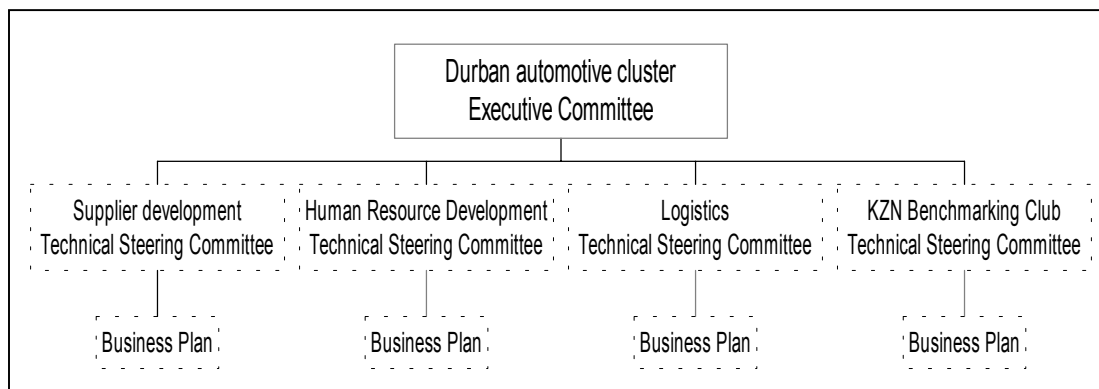 Durban automotive cluster
Executive Committee
Supplier development
Technical Steering Committee
Human Resource Development
Technical Steering Committee
Logistics
Technical Steering Committee
KZN Benchmarking Club
Technical Steering Committee
Business Plan
Business Plan
Business Plan
Business Plan